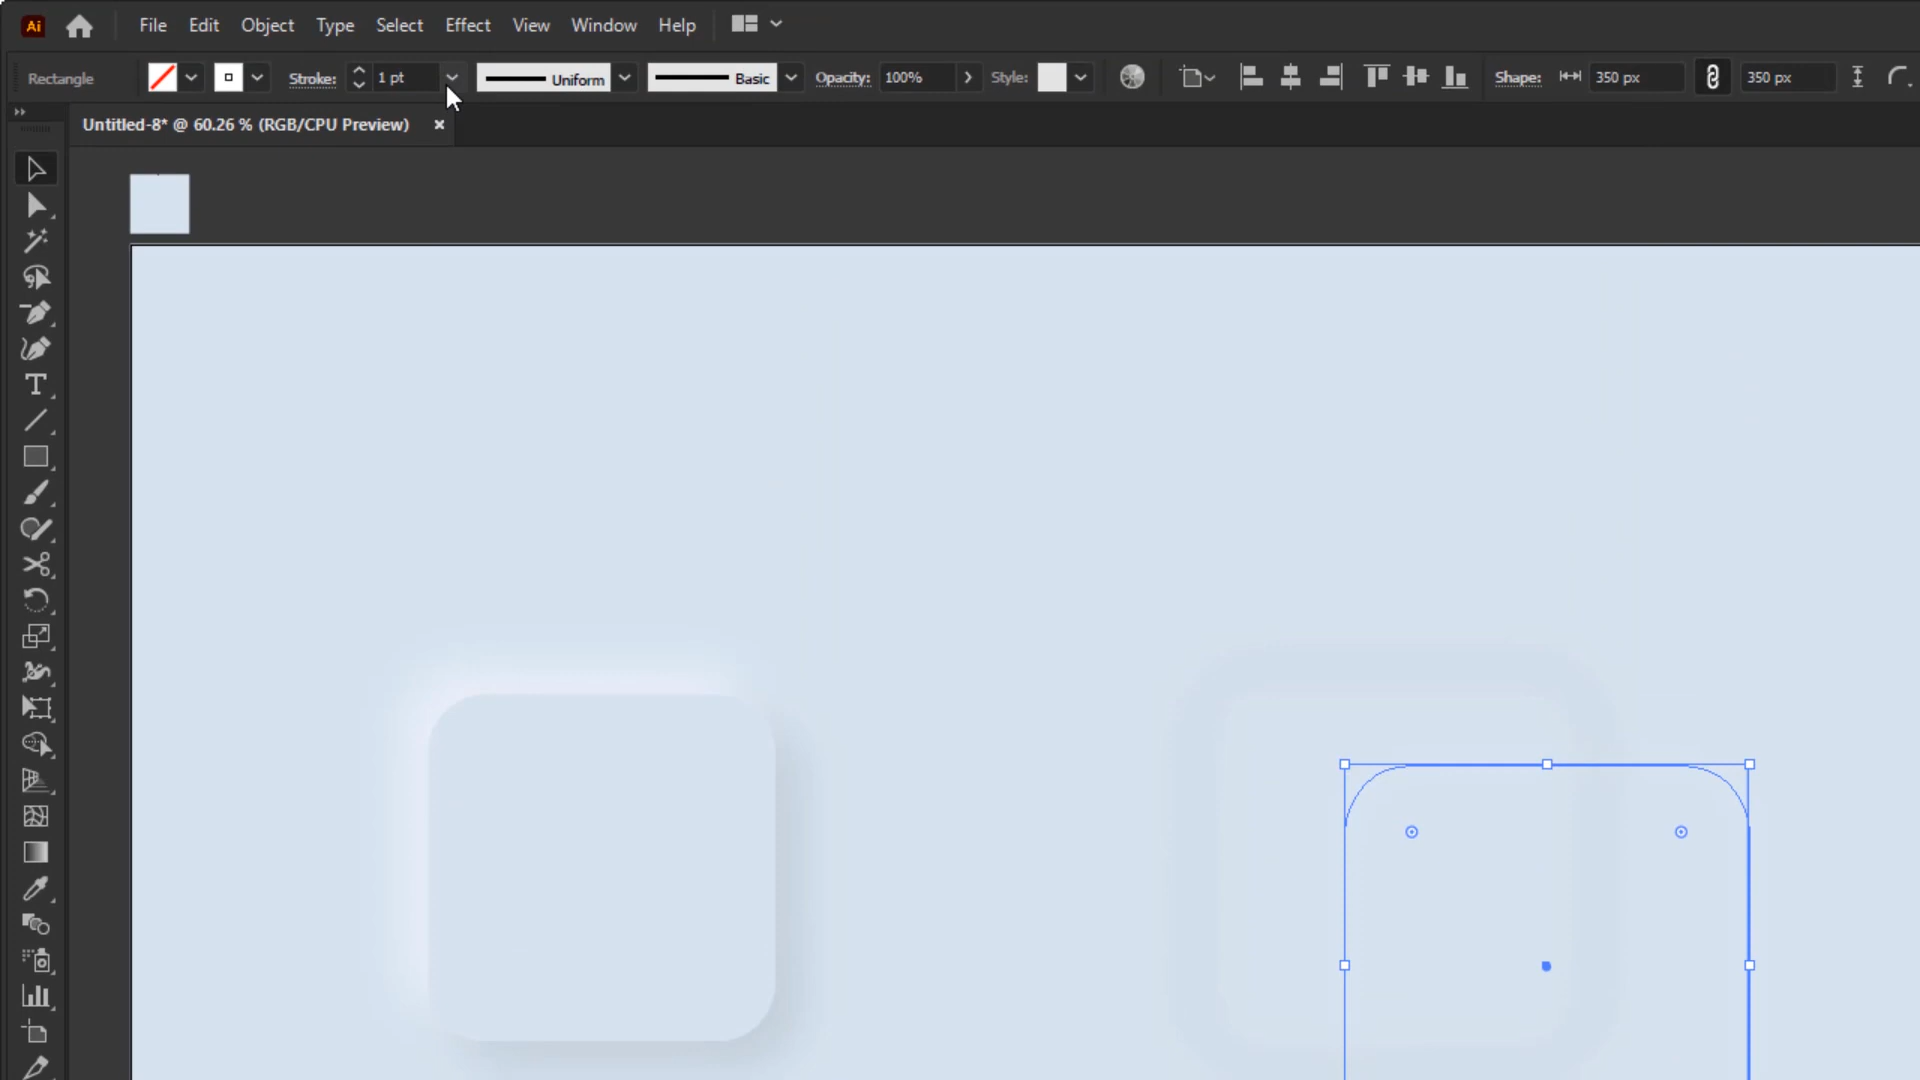 Ai File Edit Object Type Select Effect View Window Help
Rectangle Stroke: 1 pt Uniform Basic Opacity: 100% Style: Shape: 350 px 350 px
Untitled-8* @ 60.26 % (RGB/CPU Preview)